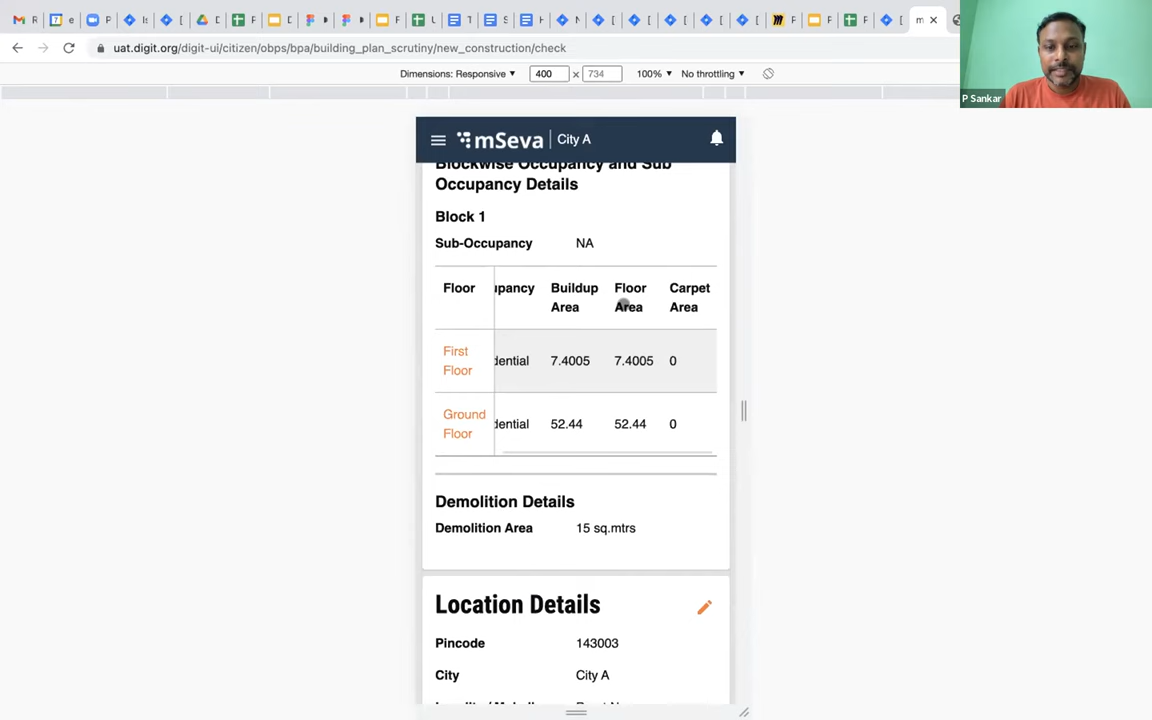 uat.digit.org/digit-ui/citizen/obps/bpa/building_plan_scrutiny/new_construction/check
Dimensions: Responsive ▼ 400 × 734 100% ▼ No throttling ▼
P Sankar
mSeva | City A
Blockwise Occupancy and Sub
Occupancy Details
Block 1
Sub-Occupancy NA
Floor upancy Buildup Area Floor Area Carpet Area
First Floor dential 7.4005 7.4005 0
Ground Floor dential 52.44 52.44 0
Demolition Details
Demolition Area 15 sq.mtrs
Location Details
Pincode 143003
City City A